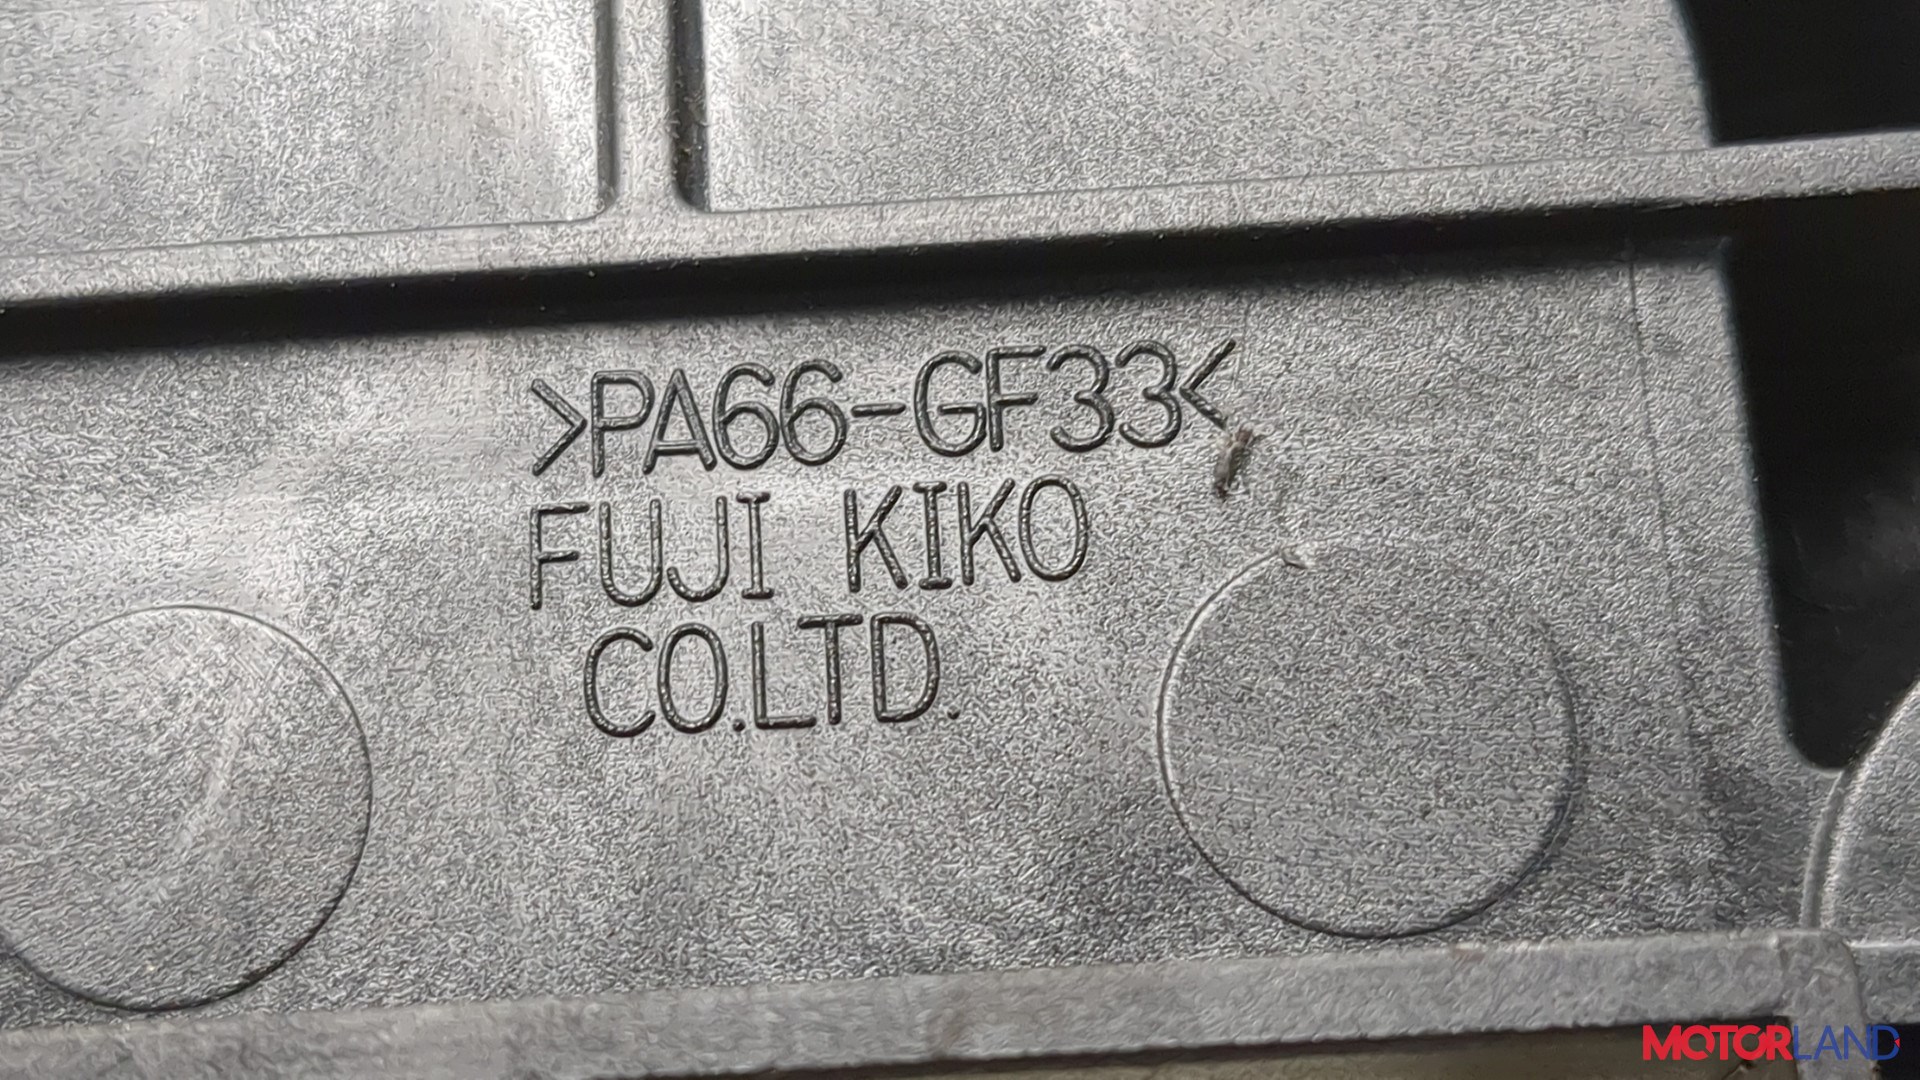 >PA66-GF33<
FUJI KIKO
CO.LTD.
MOTORLAND